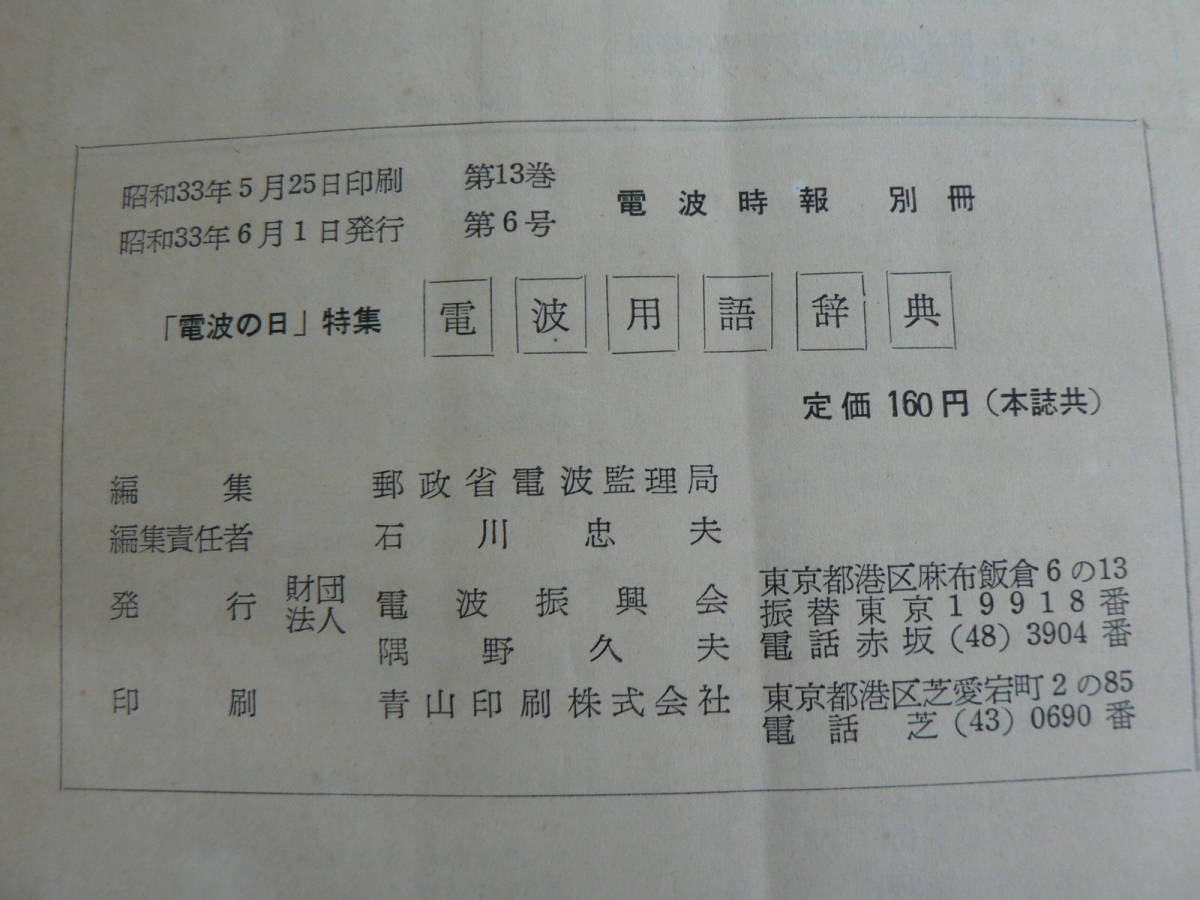 昭和33年5月25日印刷 第13巻 電波時報 別冊
昭和33年6月1日発行 第6号
「電波の日」特集 電波用語辞典
定価 160円(本誌共)
編集 郵政省電波監理局
編集責任者 石川忠夫
発行 財団法人 電波振興会 東京都港区麻布飯倉6の13
振替東京19918番
隅野久夫 電話赤坂(48)3904番
印刷 青山印刷株式会社 東京都港区芝愛宕町2の85
電話 芝(43)0690番